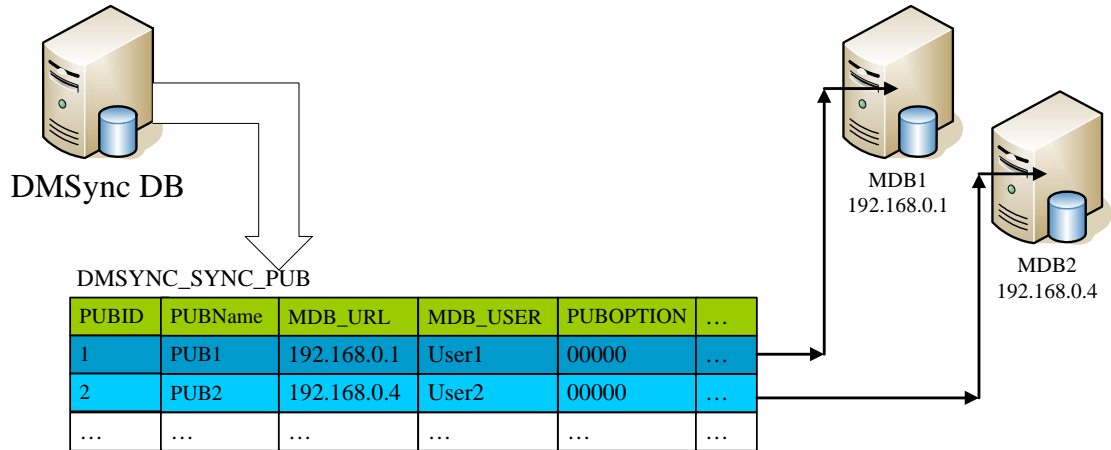 DMSync DB
MDB1
192.168.0.1
MDB2
192.168.0.4
DMSYNC_SYNC_PUB
PUBID PUBName MDB_URL MDB_USER PUBOPTION …
1 PUB1 192.168.0.1 User1 00000 …
2 PUB2 192.168.0.4 User2 00000 …
… … … … … …